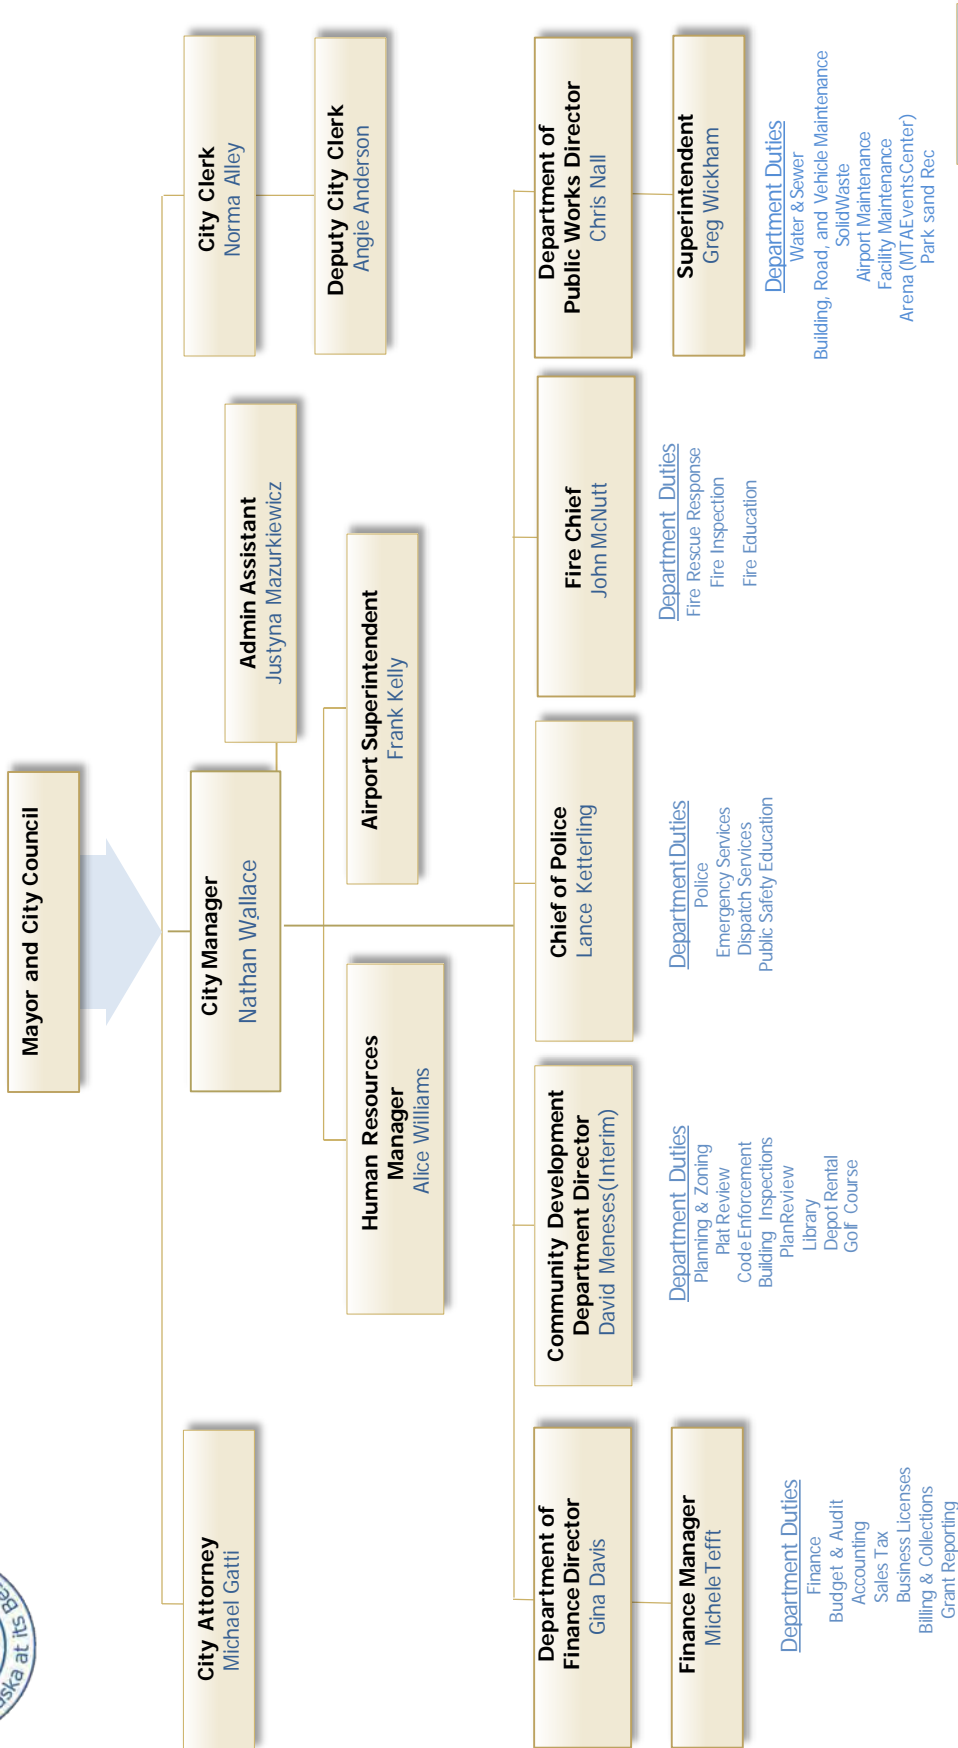 Mayor and City Council
City Attorney
Michael Gatti
City Manager
Nathan Wallace
Admin Assistant
Justyna Mazurkiewicz
City Clerk
Norma Alley
Deputy City Clerk
Angie Anderson
Human Resources
Manager
Alice Williams
Airport Superintendent
Frank Kelly
Department of
Finance Director
Gina Davis
Finance Manager
Michele Tefft
Department Duties
Finance
Budget & Audit
Accounting
Sales Tax
Business Licenses
Billing & Collections
Grant Reporting
Community Development
Department Director
David Meneses (Interim)
Department Duties
Planning & Zoning
Plat Review
Code Enforcement
Building Inspections
PlanReview
Library
Depot Rental
Golf Course
Chief of Police
Lance Ketterling
Department Duties
Police
Emergency Services
Dispatch Services
Public Safety Education
Fire Chief
John McNutt
Department Duties
Fire Rescue Response
Fire Inspection
Fire Education
Department of
Public Works Director
Chris Nall
Superintendent
Greg Wickham
Department Duties
Water & Sewer
Building, Road, and Vehicle Maintenance
SolidWaste
Airport Maintenance
Facility Maintenance
Arena (MTAEventsCenter)
Park sand Rec
at its